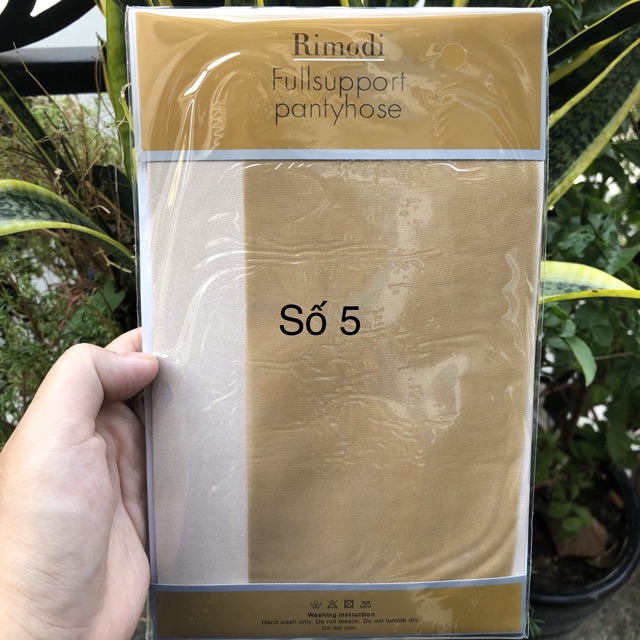 Rimodi
Fullsupport
pantyhose
Số 5
Washing Instruction
Hand wash only. Do not bleach. Do not tumble dry.
Do not iron.